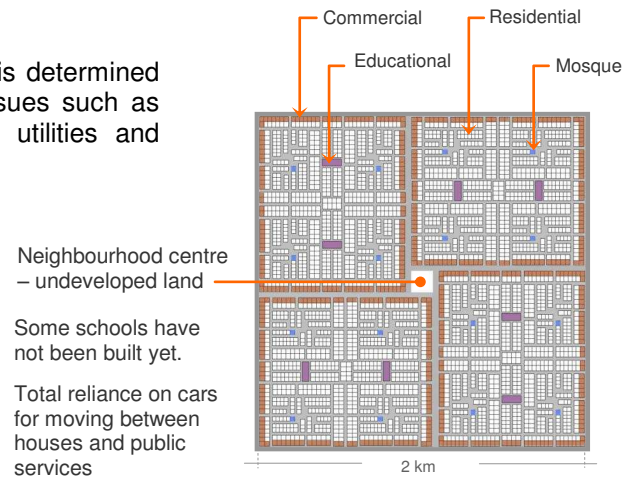 Commercial
Residential
Educational
Mosque
is determined
sues such as
utilities and
Neighbourhood centre
– undeveloped land
Some schools have
not been built yet.
Total reliance on cars
for moving between
houses and public
services
2 km